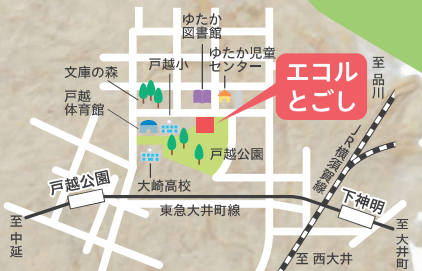 ゆたか
図書館
ゆたか児童
センター
エコル
とごし
至 品川
文庫の森
戸越小
戸越
体育館
JR横須賀線
戸越公園
大崎高校
戸越公園
下神明
東急大井町線
至 中延
至 西大井
至 大井町